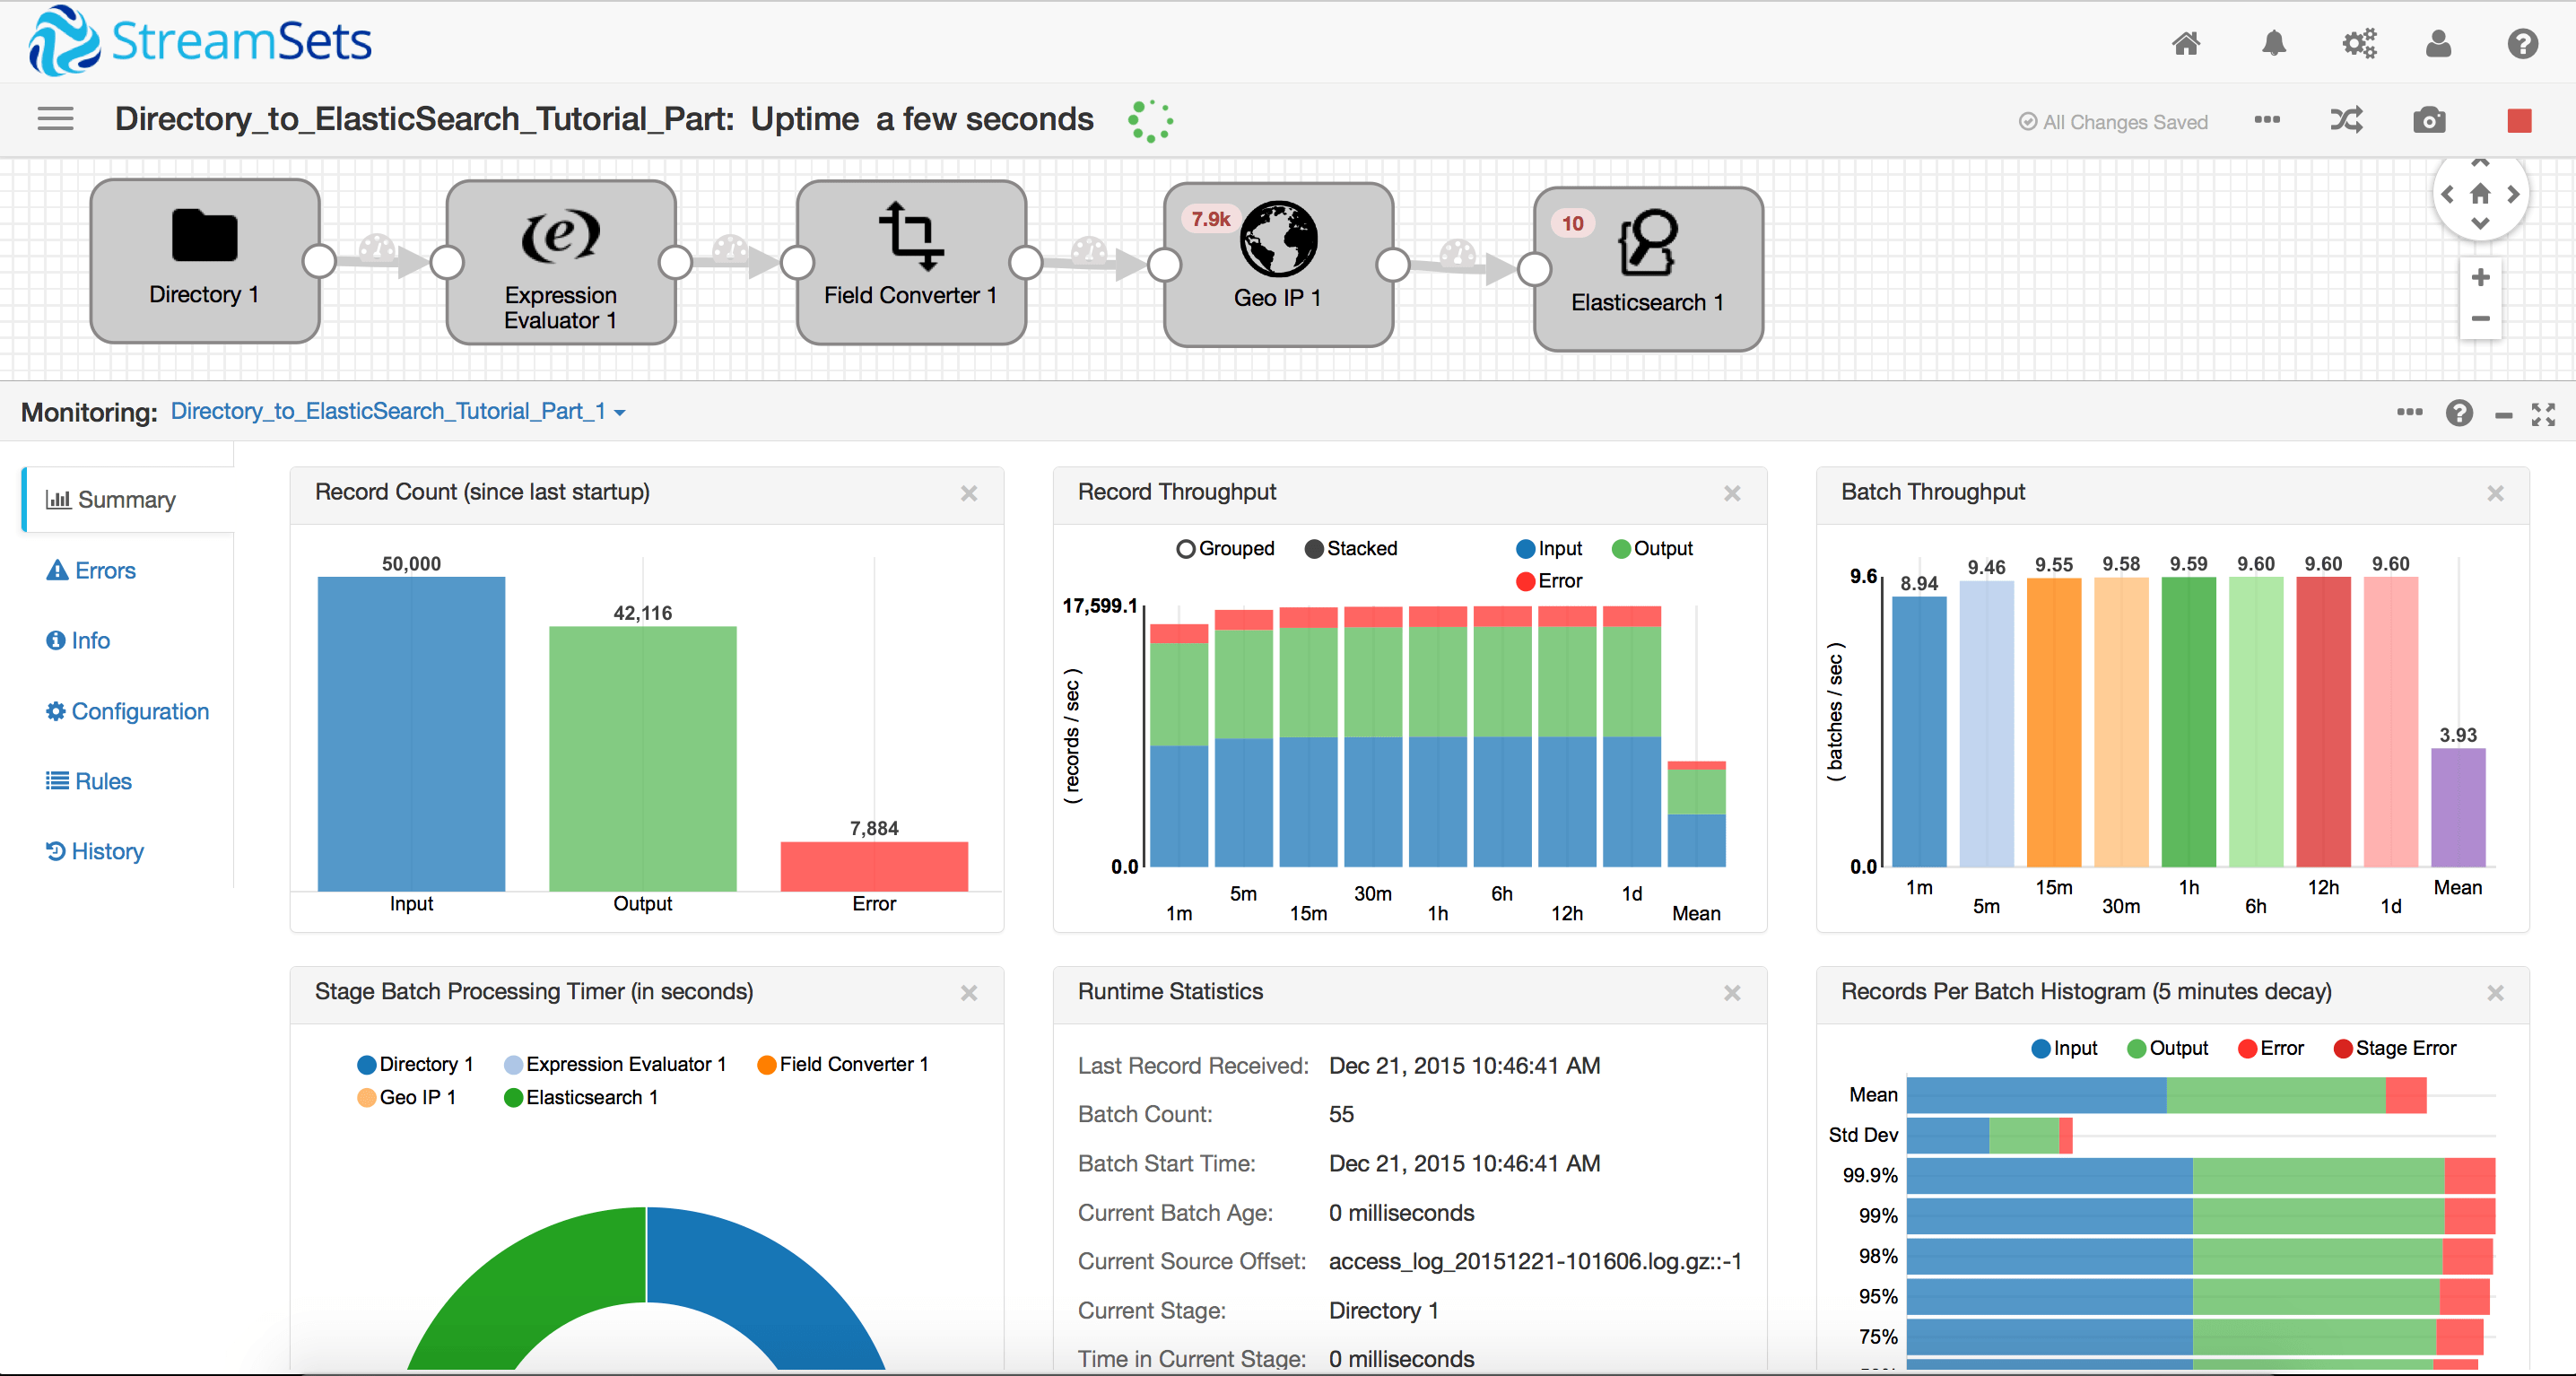 StreamSets
Directory_to_ElasticSearch_Tutorial_Part: Uptime a few seconds
All Changes Saved
Directory 1
Expression
Evaluator 1
Field Converter 1
7.9k
Geo IP 1
10
Elasticsearch 1
Monitoring: Directory_to_ElasticSearch_Tutorial_Part_1
Summary
Errors
Info
Configuration
Rules
History
Record Count (since last startup)
50,000
42,116
7,884
Input Output Error
Record Throughput
Grouped Stacked Input Output
Error
17,599.1
( records / sec )
0.0
1m 5m 15m 30m 1h 6h 12h 1d Mean
Batch Throughput
9.6
8.94 9.46 9.55 9.58 9.59 9.60 9.60 9.60 3.93
( batches / sec )
0.0
1m 5m 15m 30m 1h 6h 12h 1d Mean
Stage Batch Processing Timer (in seconds)
Directory 1 Expression Evaluator 1 Field Converter 1
Geo IP 1 Elasticsearch 1
Runtime Statistics
Last Record Received: Dec 21, 2015 10:46:41 AM
Batch Count: 55
Batch Start Time: Dec 21, 2015 10:46:41 AM
Current Batch Age: 0 milliseconds
Current Source Offset: access_log_20151221-101606.log.gz::-1
Current Stage: Directory 1
Time in Current Stage: 0 milliseconds
Records Per Batch Histogram (5 minutes decay)
Input Output Error Stage Error
Mean
Std Dev
99.9%
99%
98%
95%
75%